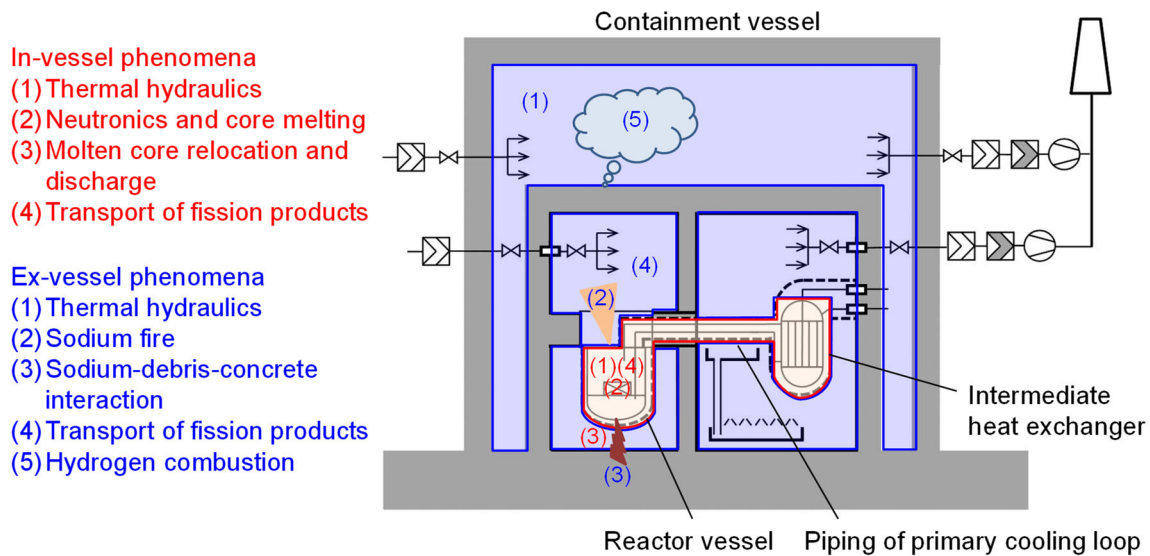 Containment vessel
In-vessel phenomena
(1) Thermal hydraulics
(2) Neutronics and core melting
(3) Molten core relocation and
discharge
(4) Transport of fission products
Ex-vessel phenomena
(1) Thermal hydraulics
(2) Sodium fire
(3) Sodium-debris-concrete
interaction
(4) Transport of fission products
(5) Hydrogen combustion
(1)
(5)
(4)
(2)
(1)(4)
(2)
(3)
(3)
Intermediate
heat exchanger
Reactor vessel
Piping of primary cooling loop